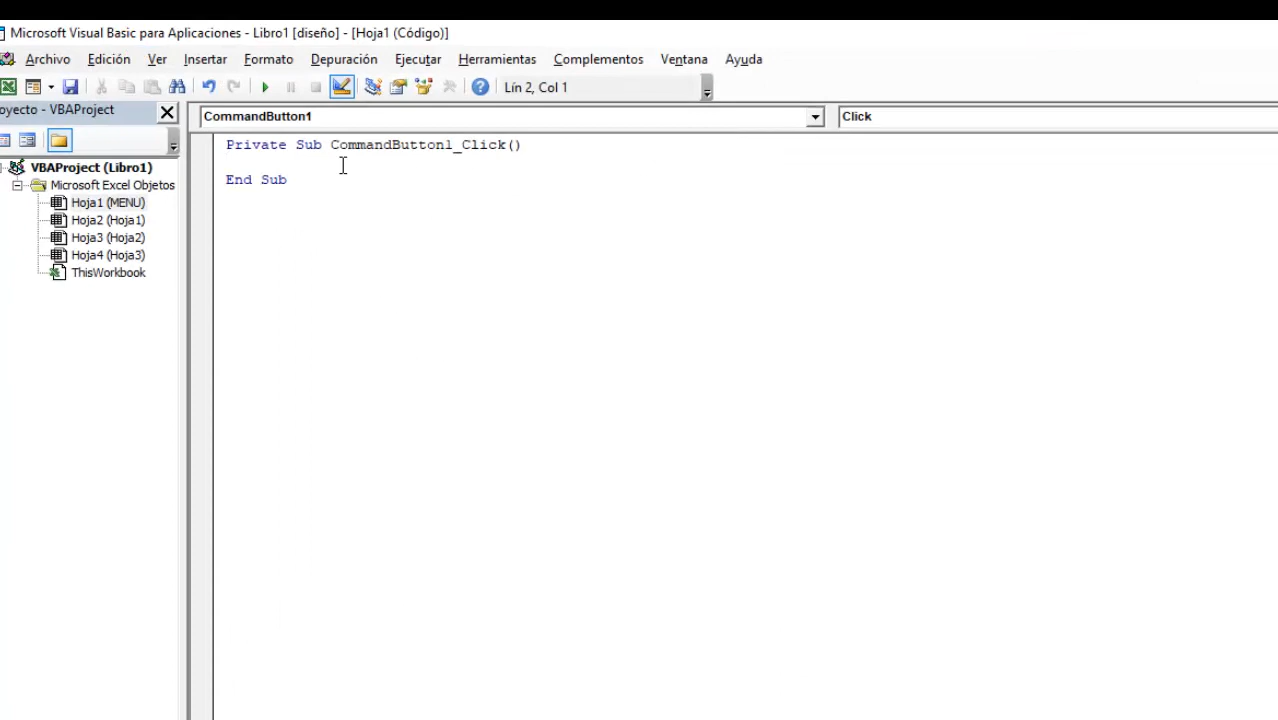 Microsoft Visual Basic para Aplicaciones - Libro1 [diseño] - [Hoja1 (Código)]
Archivo Edición Ver Insertar Formato Depuración Ejecutar Herramientas Complementos Ventana Ayuda
Lín 2, Col 1
oyecto - VBAProject
CommandButton1 Click
Private Sub CommandButton1_Click()
End Sub
VBAProject (Libro1)
Microsoft Excel Objetos
Hoja1 (MENU)
Hoja2 (Hoja1)
Hoja3 (Hoja2)
Hoja4 (Hoja3)
ThisWorkbook